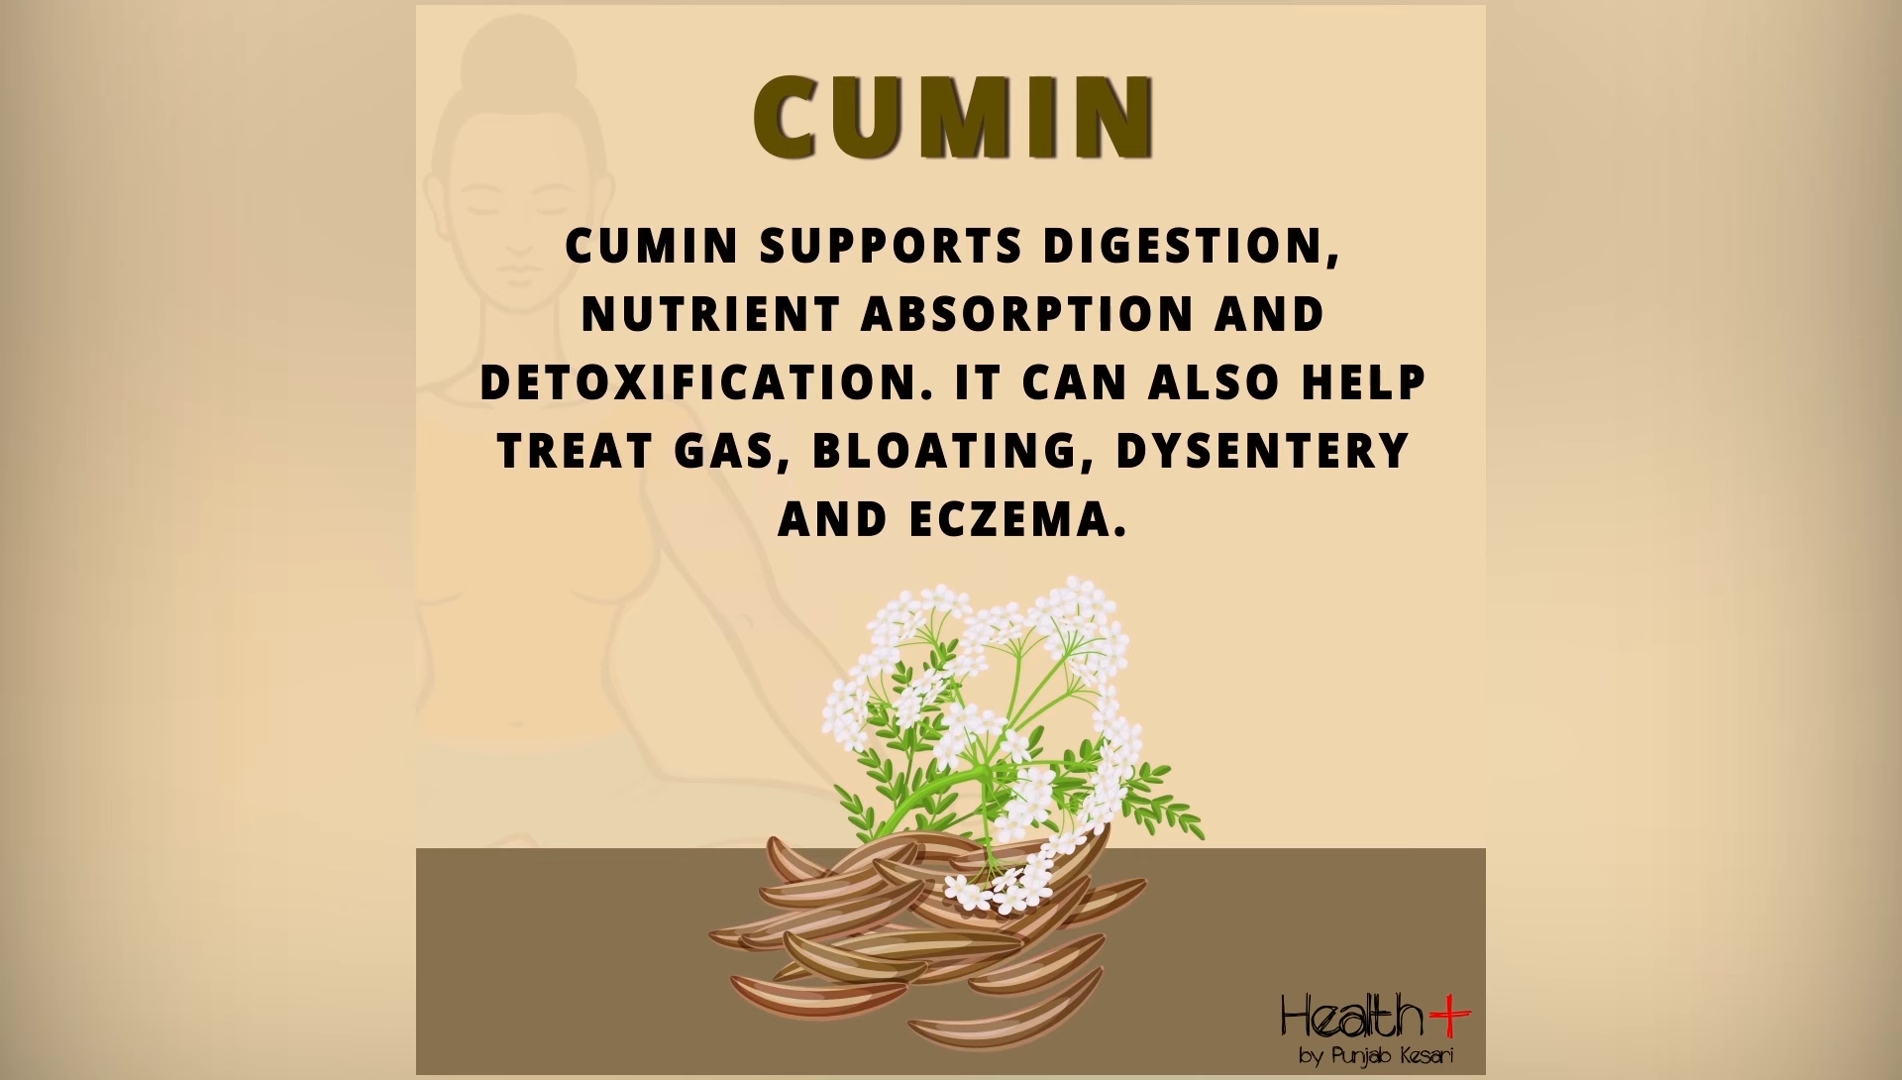 CUMIN
CUMIN SUPPORTS DIGESTION,
NUTRIENT ABSORPTION AND
DETOXIFICATION. IT CAN ALSO HELP
TREAT GAS, BLOATING, DYSENTERY
AND ECZEMA.
Health+
by Punjab Kesari